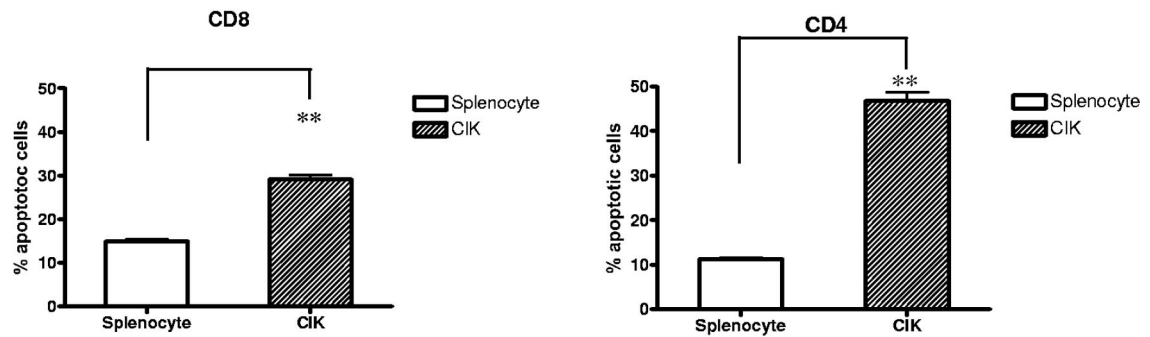 CD8
% apoptotoc cells
50
40
30
20
10
0
**
Splenocyte
CIK
Splenocyte
CIK
CD4
% apoptotic cells
50
40
30
20
10
0
**
Splenocyte
CIK
Splenocyte
CIK